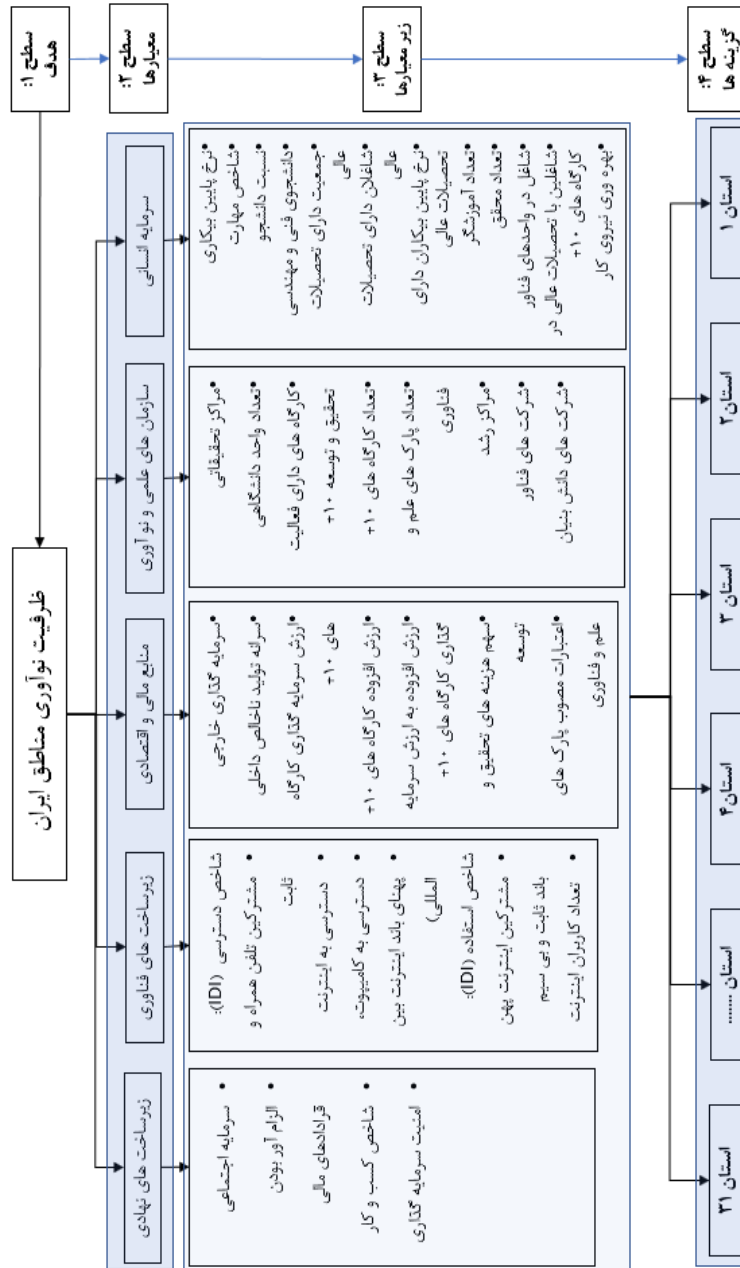 سطح ۱:
هدف
سطح ۲:
معیارها
سطح ۳:
زیر معیارها
سطح ۴:
گزینه ها
ظرفیت نوآوری مناطق ایران
سرمایه انسانی
سازمان های علمی و نو آوری
منابع مالی و اقتصادی
زیرساخت های فناوری
زیرساخت های نهادی
•نرخ پایین بیکاری
•شاخص مهارت
•نسبت دانشجو
•دانشجوی فنی و مهندسی
•جمعیت دارای تحصیلات
عالی
•شاغلان دارای تحصیلات
عالی
•نرخ پایین بیکاران دارای
تحصیلات عالی
•تعداد آموزشگر
•تعداد محقق
•شاغل در واحدهای فناور
•شاغلین با تحصیلات عالی در
کارگاه های ۱۰+
•بهره وری نیروی کار
•مراکز تحقیقاتی
•تعداد واحد دانشگاهی
•کارگاه های دارای فعالیت
تحقیق و توسعه ۱۰+
•تعداد کارگاه های ۱۰+
•تعداد پارک های علم و
فناوری
•مراکز رشد
•شرکت های فناور
•شرکت های دانش بنیان
•سرمایه گذاری خارجی
•سرانه تولید ناخالص داخلی
•ارزش سرمایه گذاری کارگاه
های ۱۰+
•ارزش افزوده کارگاه های ۱۰+
•ارزش افزوده به ارزش سرمایه
گذاری کارگاه های ۱۰+
•سهم هزینه های تحقیق و
توسعه
•اعتبارات مصوب پارک های
علم و فناوری
• شاخص دسترسی (IDI):
• مشترکین تلفن همراه و
ثابت
• دسترسی به اینترنت
• دسترسی به کامپیوتر،
• پهنای باند اینترنت بین
المللی)
• شاخص استفاده (IDI):
• مشترکین اینترنت پهن
باند ثابت و بی سیم
• تعداد کاربران اینترنت
• سرمایه اجتماعی
• الزام آور بودن
قرادادهای مالی
• شاخص کسب و کار
• امنیت سرمایه گذاری
استان ۱
استان۲
استان ۳
استان۴
استان .......
استان ۳۱